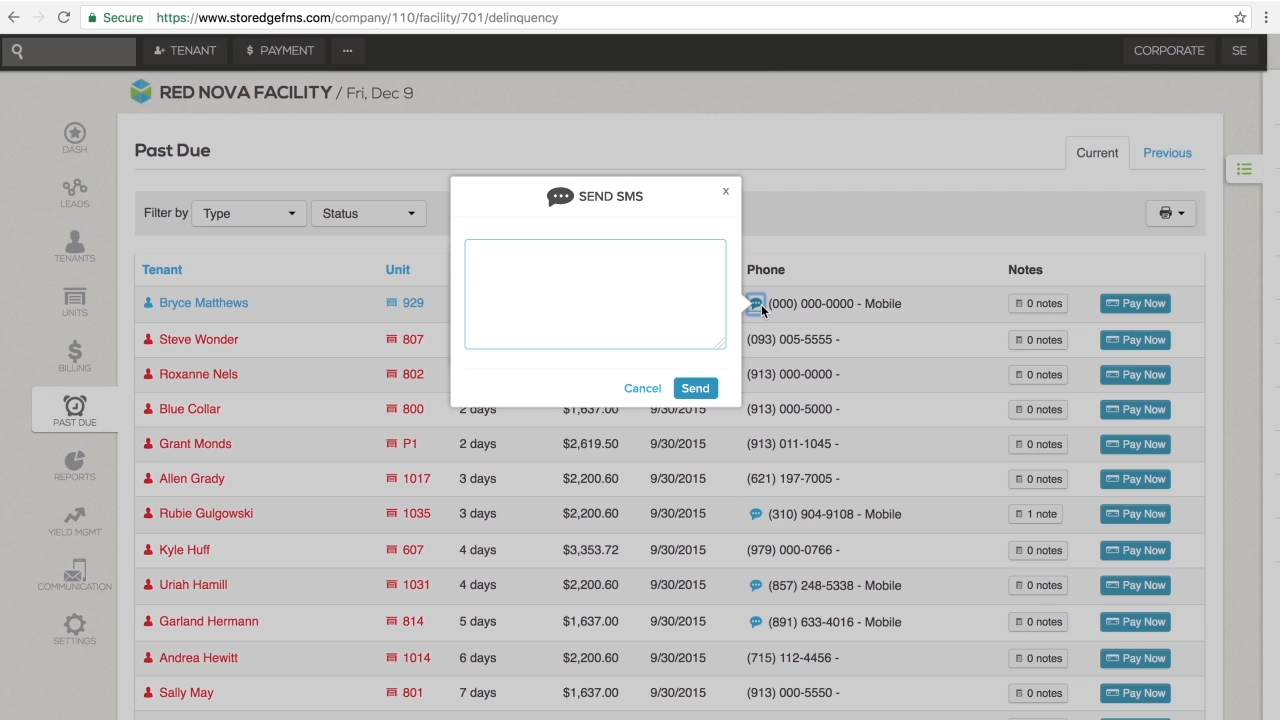 Secure https://www.storedgefms.com/company/110/facility/701/delinquency
TENANT $ PAYMENT ••• CORPORATE SE
RED NOVA FACILITY / Fri, Dec 9
DASH
LEADS
TENANTS
UNITS
BILLING
PAST DUE
REPORTS
YIELD MGMT
COMMUNICATION
SETTINGS
Past Due Current Previous
Filter by Type Status
SEND SMS x
Cancel Send
Tenant Unit Phone Notes
Bryce Matthews 929 (000) 000-0000 - Mobile 0 notes Pay Now
Steve Wonder 807 (093) 005-5555 - 0 notes Pay Now
Roxanne Nels 802 (913) 000-0000 - 0 notes Pay Now
Blue Collar 800 2 days $1,637.00 9/30/2015 (913) 000-5000 - 0 notes Pay Now
Grant Monds P1 2 days $2,619.50 9/30/2015 (913) 011-1045 - 0 notes Pay Now
Allen Grady 1017 3 days $2,200.60 9/30/2015 (621) 197-7005 - 0 notes Pay Now
Rubie Gulgowski 1035 3 days $2,200.60 9/30/2015 (310) 904-9108 - Mobile 1 note Pay Now
Kyle Huff 607 4 days $3,353.72 9/30/2015 (979) 000-0766 - 0 notes Pay Now
Uriah Hamill 1031 4 days $2,200.60 9/30/2015 (857) 248-5338 - Mobile 0 notes Pay Now
Garland Hermann 814 5 days $1,637.00 9/30/2015 (891) 633-4016 - Mobile 0 notes Pay Now
Andrea Hewitt 1014 6 days $2,200.60 9/30/2015 (715) 112-4456 - 0 notes Pay Now
Sally May 801 7 days $1,637.00 9/30/2015 (913) 000-5550 - 0 notes Pay Now